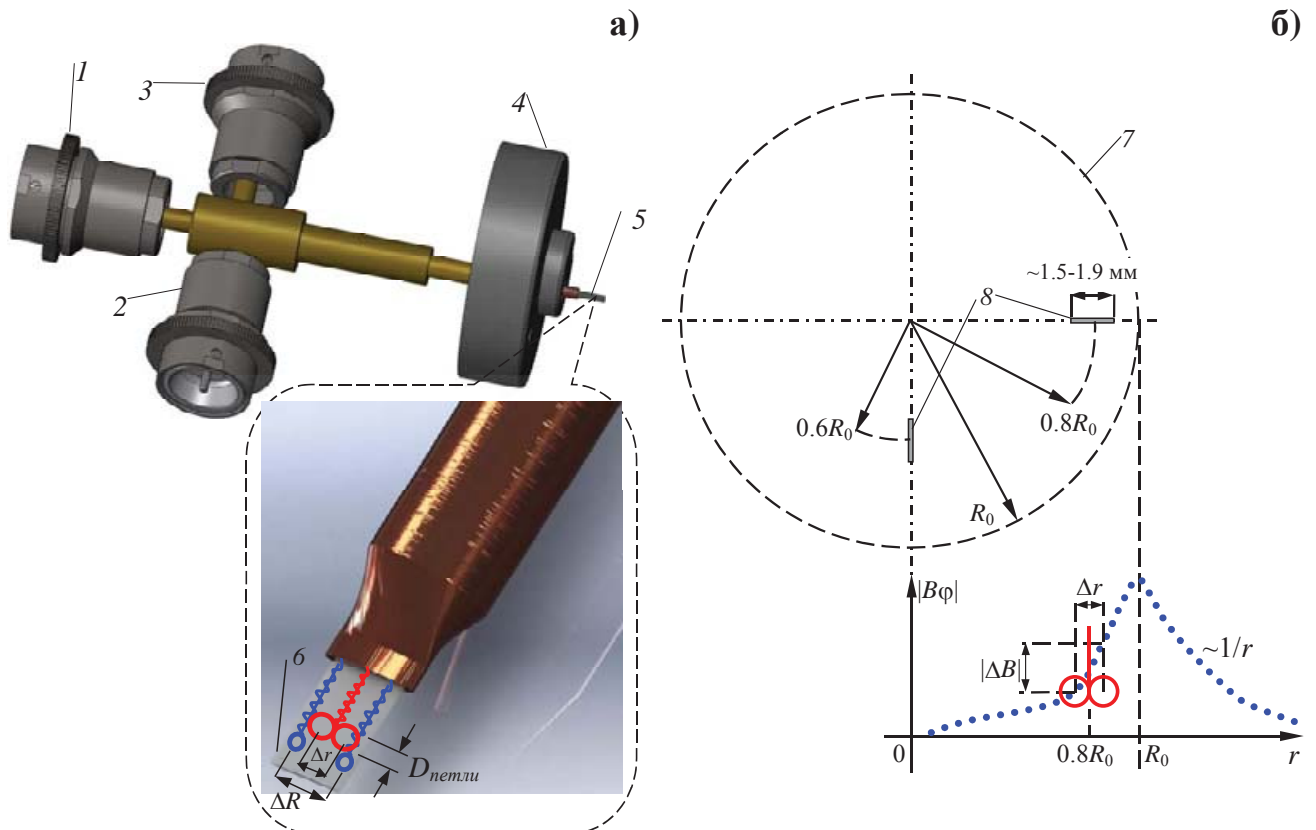 а)
1
3
4
5
2
6
Δr
ΔR
Dпетли
б)
7
~1.5-1.9 мм
8
0.6R₀
0.8R₀
R₀
|Bφ|
Δr
|ΔB|
~1/r
0
0.8R₀
R₀
r